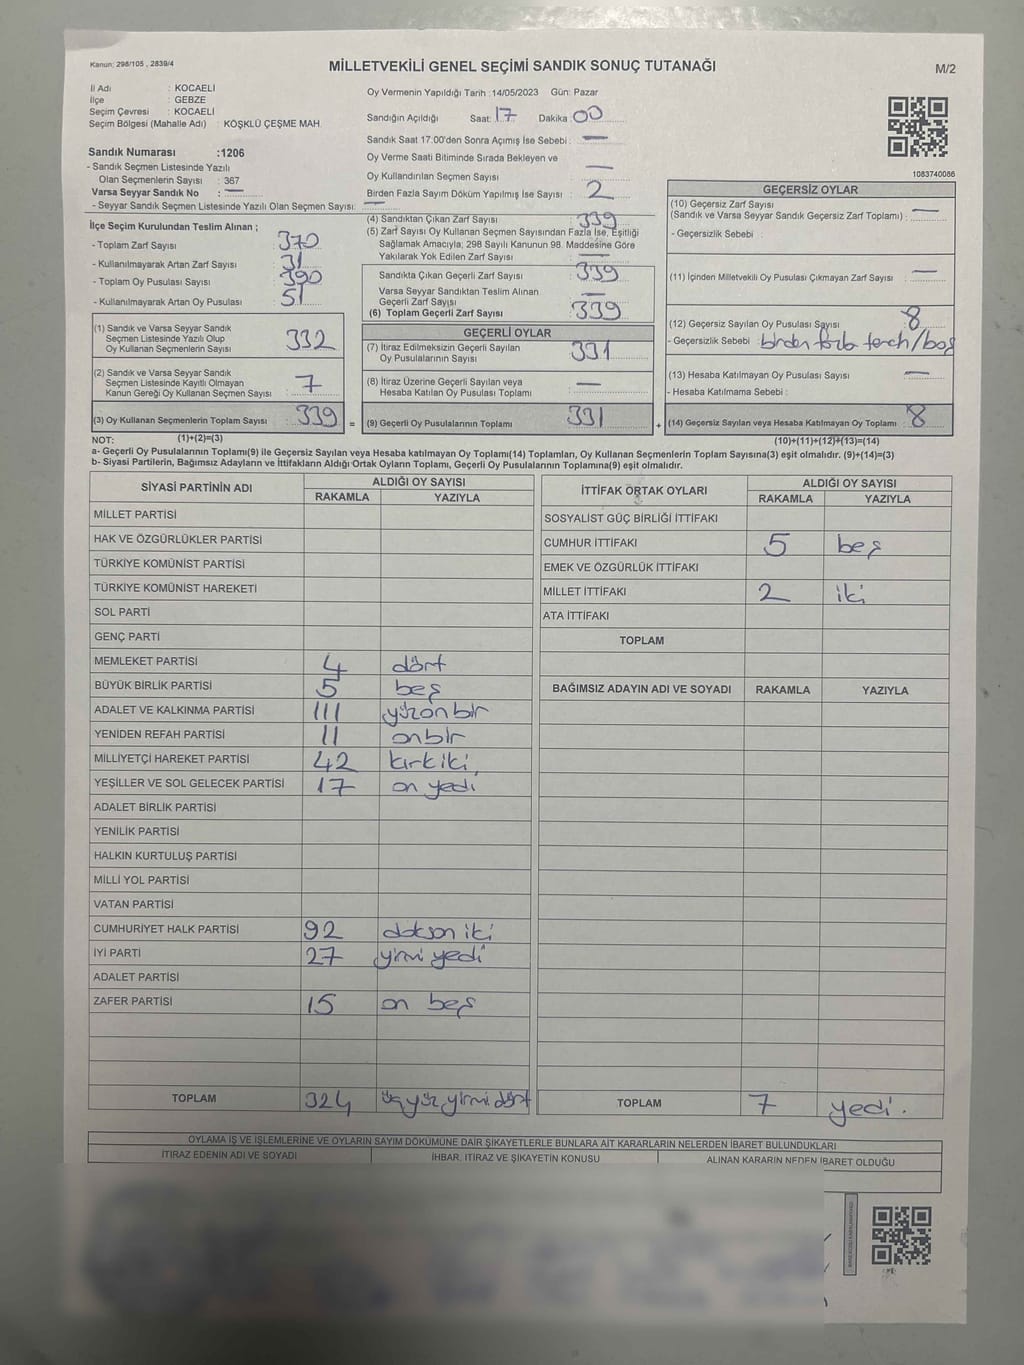 Kanun; 298/105 , 2839/4
MİLLETVEKİLİ GENEL SEÇİMİ SANDIK SONUÇ TUTANAĞI
M/2
İl Adı : KOCAELİ
İlçe : GEBZE
Seçim Çevresi : KOCAELİ
Seçim Bölgesi (Mahalle Adı) : KÖŞKLÜ ÇEŞME MAH.
Sandık Numarası :1206
- Sandık Seçmen Listesinde Yazılı
Olan Seçmenlerin Sayısı : 367
Varsa Seyyar Sandık No : —
- Seyyar Sandık Seçmen Listesinde Yazılı Olan Seçmen Sayısı: —
Oy Vermenin Yapıldığı Tarih :14/05/2023 Gün: Pazar
Sandığın Açıldığı Saat: 17 Dakika: 00
Sandık Saat 17:00'den Sonra Açımış İse Sebebi : —
Oy Verme Saati Bitiminde Sırada Bekleyen ve
Oy Kullandırılan Seçmen Sayısı : —
Birden Fazla Sayım Döküm Yapılmış İse Sayısı : 2
1083740086
İlçe Seçim Kurulundan Teslim Alınan ;
- Toplam Zarf Sayısı : 370
- Kullanılmayarak Artan Zarf Sayısı : 31
- Toplam Oy Pusulası Sayısı : 390
- Kullanılmayarak Artan Oy Pusulası : 51
(1) Sandık ve Varsa Seyyar Sandık
Seçmen Listesinde Yazılı Olup
Oy Kullanan Seçmenlerin Sayısı : 332
(2) Sandık ve Varsa Seyyar Sandık
Seçmen Listesinde Kayıtlı Olmayan
Kanun Gereği Oy Kullanan Seçmen Sayısı : 7
(3) Oy Kullanan Seçmenlerin Toplam Sayısı : 339
(4) Sandıktan Çıkan Zarf Sayısı : 339
(5) Zarf Sayısı Oy Kullanan Seçmen Sayısından Fazla İse, Eşitliği
Sağlamak Amacıyla, 298 Sayılı Kanunun 98. Maddesine Göre
Yakılarak Yok Edilen Zarf Sayısı : —
Sandıkta Çıkan Geçerli Zarf Sayısı : 339
Varsa Seyyar Sandıktan Teslim Alınan
Geçerli Zarf Sayısı : —
(6) Toplam Geçerli Zarf Sayısı : 339
GEÇERLİ OYLAR
(7) İtiraz Edilmeksizin Geçerli Sayılan
Oy Pusulalarının Sayısı : 331
(8) İtiraz Üzerine Geçerli Sayılan veya
Hesaba Katılan Oy Pusulası Toplamı : —
= (9) Geçerli Oy Pusulalarının Toplamı : 331
GEÇERSİZ OYLAR
(10) Geçersiz Zarf Sayısı
(Sandık ve Varsa Seyyar Sandık Geçersiz Zarf Toplamı) : —
- Geçersizlik Sebebi :
(11) İçinden Milletvekili Oy Pusulası Çıkmayan Zarf Sayısı : —
(12) Geçersiz Sayılan Oy Pusulası Sayısı : 8
- Geçersizlik Sebebi : birden fazla tercih/boş
(13) Hesaba Katılmayan Oy Pusulası Sayısı : —
- Hesaba Katılmama Sebebi :
+ (14) Geçersiz Sayılan veya Hesaba Katılmayan Oy Toplamı : 8
NOT: (1)+(2)=(3) (10)+(11)+(12)+(13)=(14)
a- Geçerli Oy Pusulalarının Toplamı(9) ile Geçersiz Sayılan veya Hesaba katılmayan Oy Toplamı(14) Toplamları, Oy Kullanan Seçmenlerin Toplam Sayısına(3) eşit olmalıdır. (9)+(14)=(3)
b- Siyasi Partilerin, Bağımsız Adayların ve İttifakların Aldığı Ortak Oyların Toplamı, Geçerli Oy Pusulalarının Toplamına(9) eşit olmalıdır.
SİYASİ PARTİNİN ADI ALDIĞI OY SAYISI
RAKAMLA YAZIYLA
MİLLET PARTİSİ
HAK VE ÖZGÜRLÜKLER PARTİSİ
TÜRKİYE KOMÜNİST PARTİSİ
TÜRKİYE KOMÜNİST HAREKETİ
SOL PARTİ
GENÇ PARTİ
MEMLEKET PARTİSİ 4 dört
BÜYÜK BİRLİK PARTİSİ 5 beş
ADALET VE KALKINMA PARTİSİ 111 yüzonbir
YENİDEN REFAH PARTİSİ 11 onbir
MİLLİYETÇİ HAREKET PARTİSİ 42 kırkiki
YEŞİLLER VE SOL GELECEK PARTİSİ 17 on yedi
ADALET BİRLİK PARTİSİ
YENİLİK PARTİSİ
HALKIN KURTULUŞ PARTİSİ
MİLLİ YOL PARTİSİ
VATAN PARTİSİ
CUMHURİYET HALK PARTİSİ 92 doksan iki
İYİ PARTİ 27 yirmi yedi
ADALET PARTİSİ
ZAFER PARTİSİ 15 on beş
TOPLAM 324 üçyüz yirmi dört
İTTİFAK ORTAK OYLARI ALDIĞI OY SAYISI
RAKAMLA YAZIYLA
SOSYALİST GÜÇ BİRLİĞİ İTTİFAKI
CUMHUR İTTİFAKI 5 beş
EMEK VE ÖZGÜRLÜK İTTİFAKI
MİLLET İTTİFAKI 2 iki
ATA İTTİFAKI
TOPLAM
BAĞIMSIZ ADAYIN ADI VE SOYADI RAKAMLA YAZIYLA
TOPLAM 7 yedi.
OYLAMA İŞ VE İŞLEMLERİNE VE OYLARIN SAYIM DÖKÜMÜNE DAİR ŞİKAYETLERLE BUNLARA AİT KARARLARIN NELERDEN İBARET BULUNDUKLARI
İTİRAZ EDENİN ADI VE SOYADI İHBAR, İTİRAZ VE ŞİKAYETİN KONUSU ALINAN KARARIN NEDEN İBARET OLDUĞU